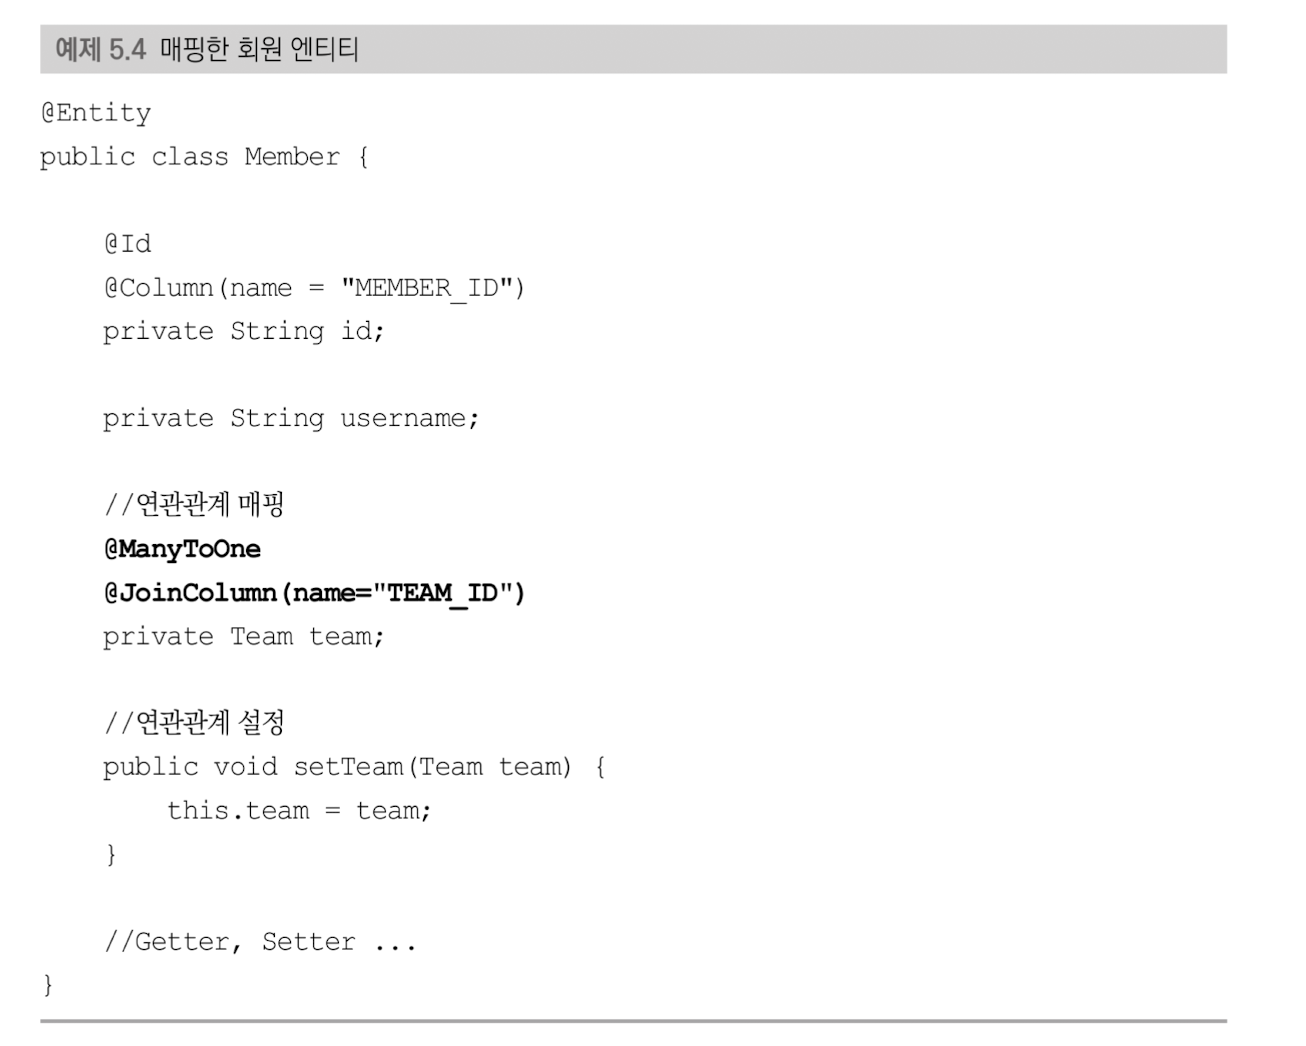 예제 5.4 매핑한 회원 엔티티
@Entity
public class Member {
@Id
@Column(name = "MEMBER_ID")
private String id;
private String username;
//연관관계 매핑
@ManyToOne
@JoinColumn(name="TEAM_ID")
private Team team;
//연관관계 설정
public void setTeam(Team team) {
this.team = team;
}
//Getter, Setter ...
}